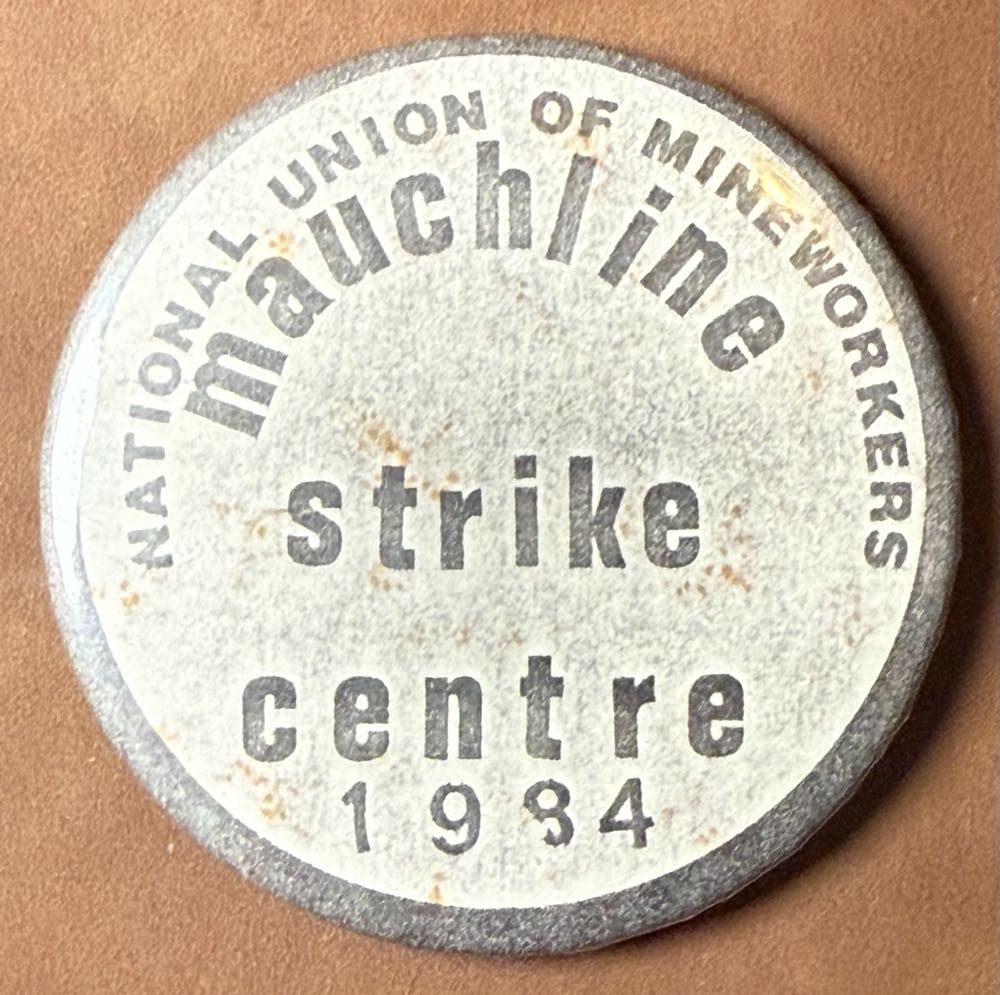 NATIONAL UNION OF MINEWORKERS
mauchline
strike
centre
1984